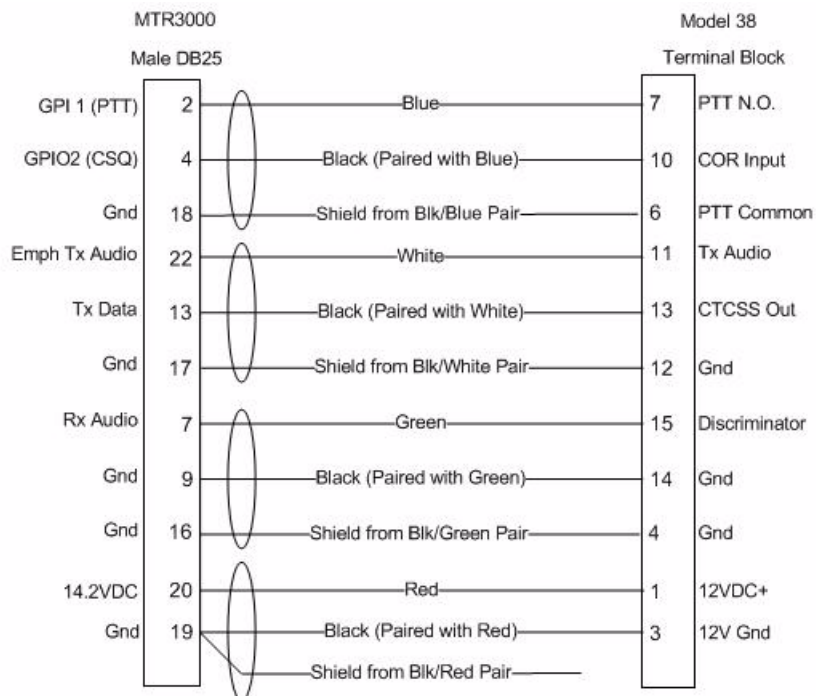 MTR3000 Model 38
Male DB25 Terminal Block
GPI 1 (PTT) 2 Blue 7 PTT N.O.
GPIO2 (CSQ) 4 Black (Paired with Blue) 10 COR Input
Gnd 18 Shield from Blk/Blue Pair 6 PTT Common
Emph Tx Audio 22 White 11 Tx Audio
Tx Data 13 Black (Paired with White) 13 CTCSS Out
Gnd 17 Shield from Blk/White Pair 12 Gnd
Rx Audio 7 Green 15 Discriminator
Gnd 9 Black (Paired with Green) 14 Gnd
Gnd 16 Shield from Blk/Green Pair 4 Gnd
14.2VDC 20 Red 1 12VDC+
Gnd 19 Black (Paired with Red) 3 12V Gnd
Shield from Blk/Red Pair